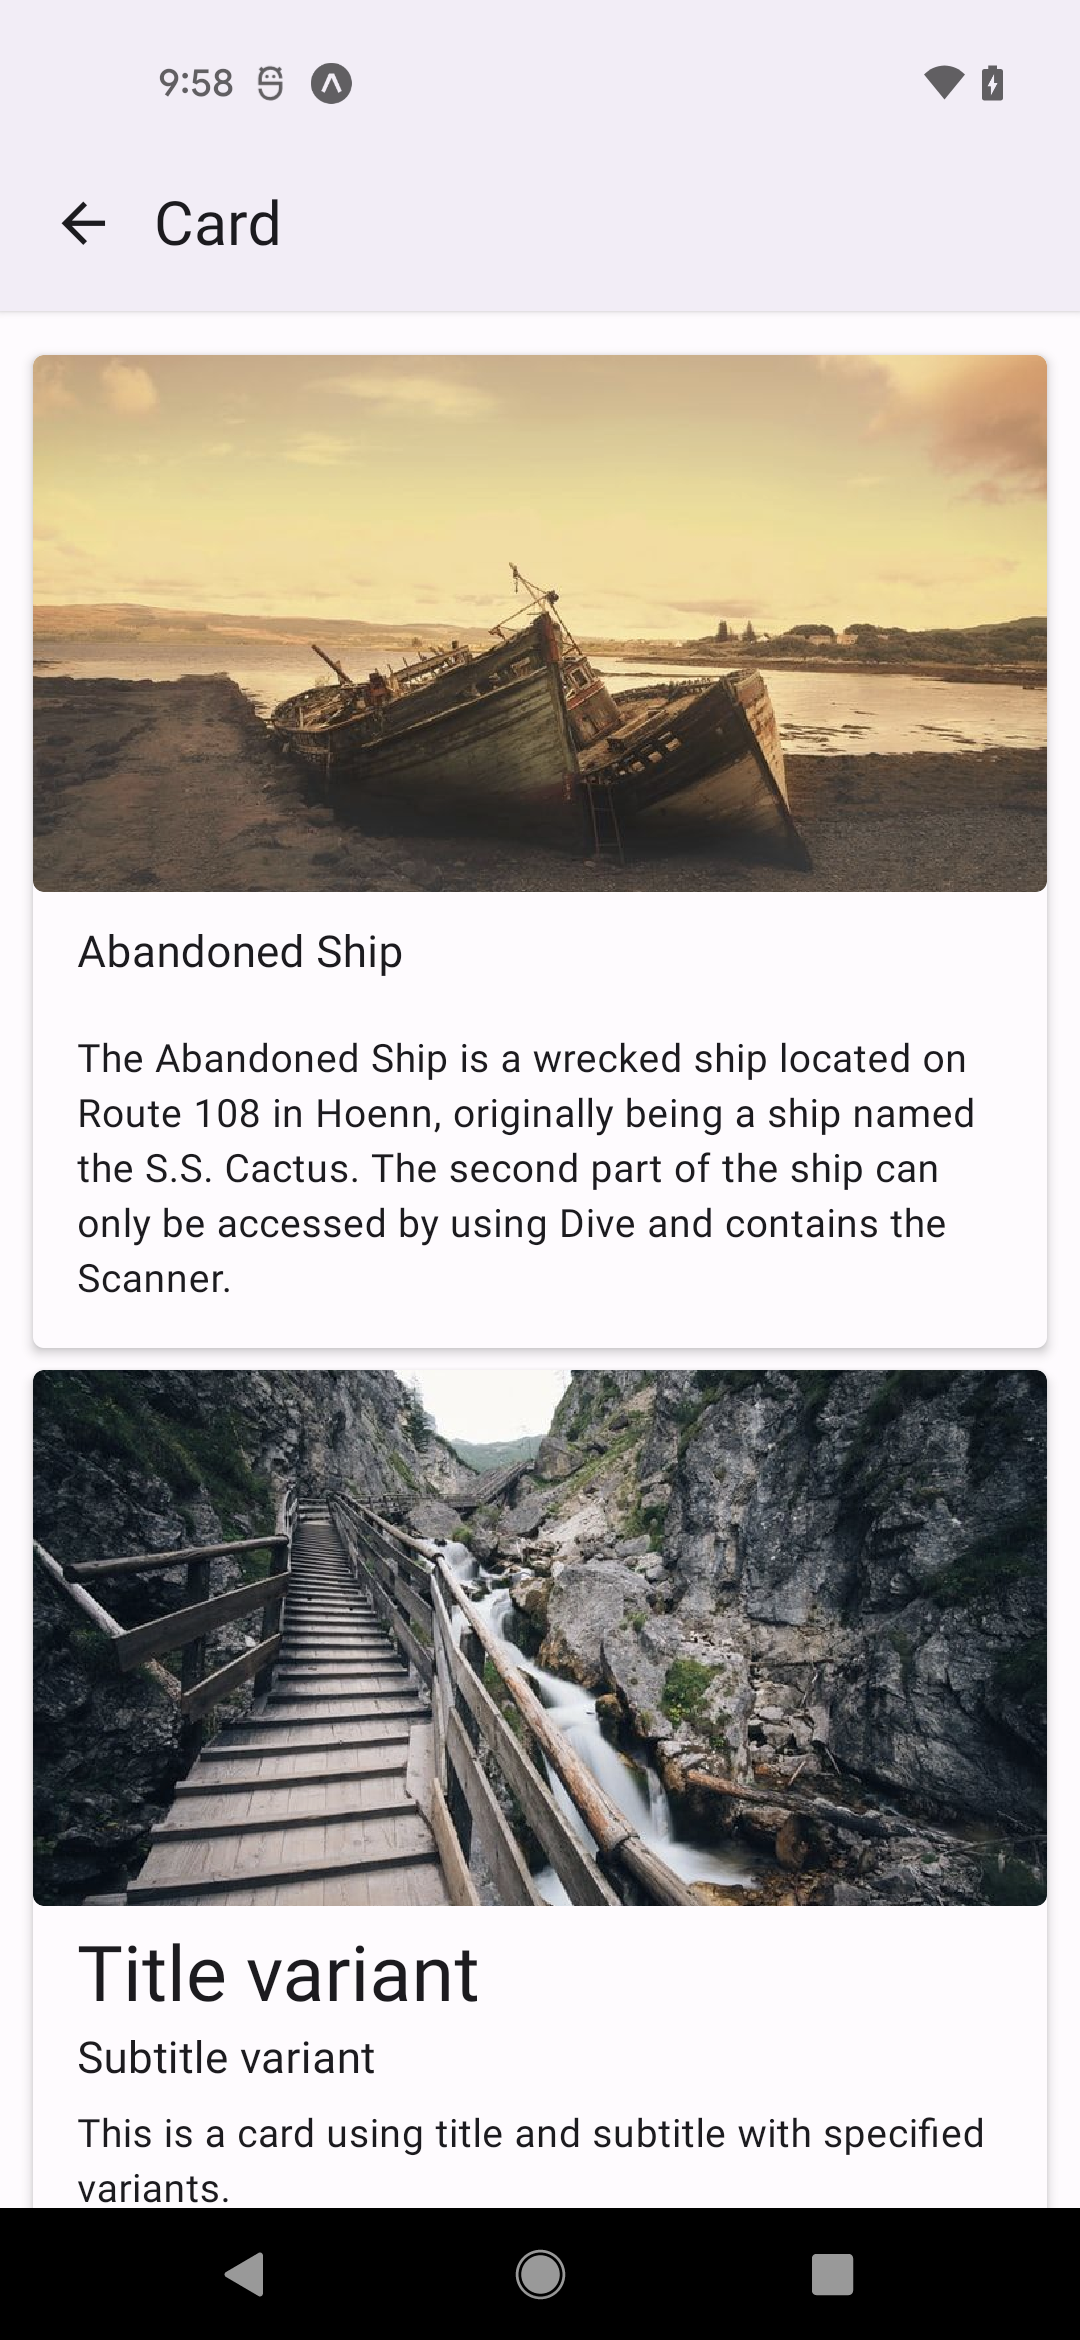 9:58
Card
Abandoned Ship
The Abandoned Ship is a wrecked ship located on
Route 108 in Hoenn, originally being a ship named
the S.S. Cactus. The second part of the ship can
only be accessed by using Dive and contains the
Scanner.
Title variant
Subtitle variant
This is a card using title and subtitle with specified
variants.